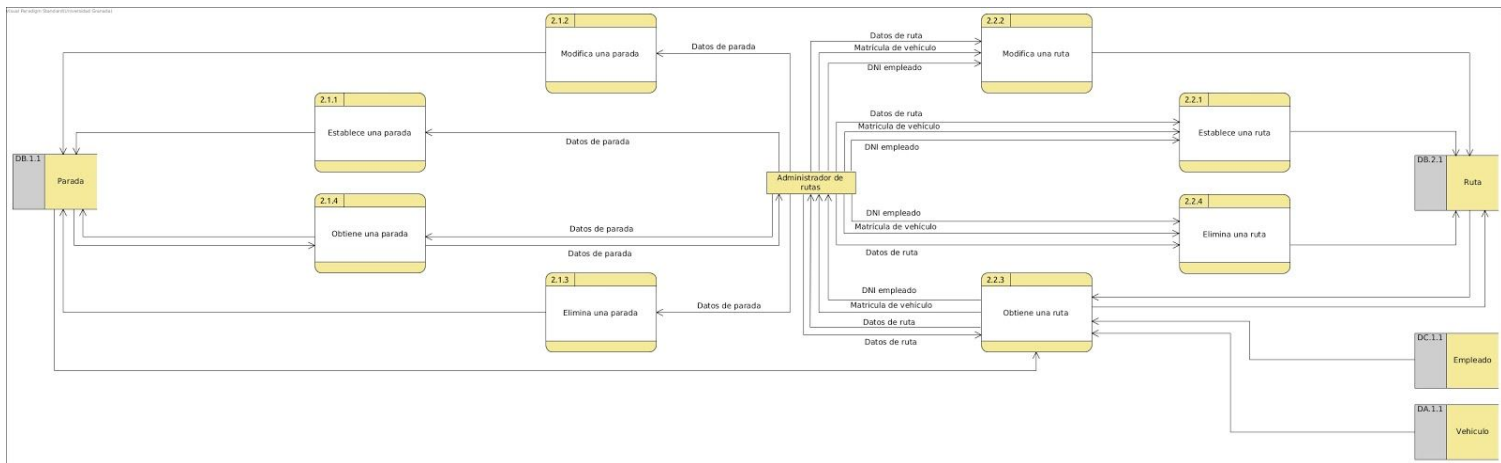 Visual Paradigm Standard(Universidad Granada)
2.1.2
Modifica una parada
Datos de parada
2.2.2
Modifica una ruta
Datos de ruta
Matrícula de vehículo
DNI empleado
2.1.1
Establece una parada
Datos de parada
2.2.1
Establece una ruta
Datos de ruta
Matrícula de vehículo
DNI empleado
DB.1.1
Parada
Administrador de
rutas
DB.2.1
Ruta
2.1.4
Obtiene una parada
Datos de parada
Datos de parada
2.2.4
Elimina una ruta
DNI empleado
Matrícula de vehículo
Datos de ruta
2.1.3
Elimina una parada
Datos de parada
2.2.3
Obtiene una ruta
DNI empleado
Matrícula de vehículo
Datos de ruta
Datos de ruta
DC.1.1
Empleado
DA.1.1
Vehículo